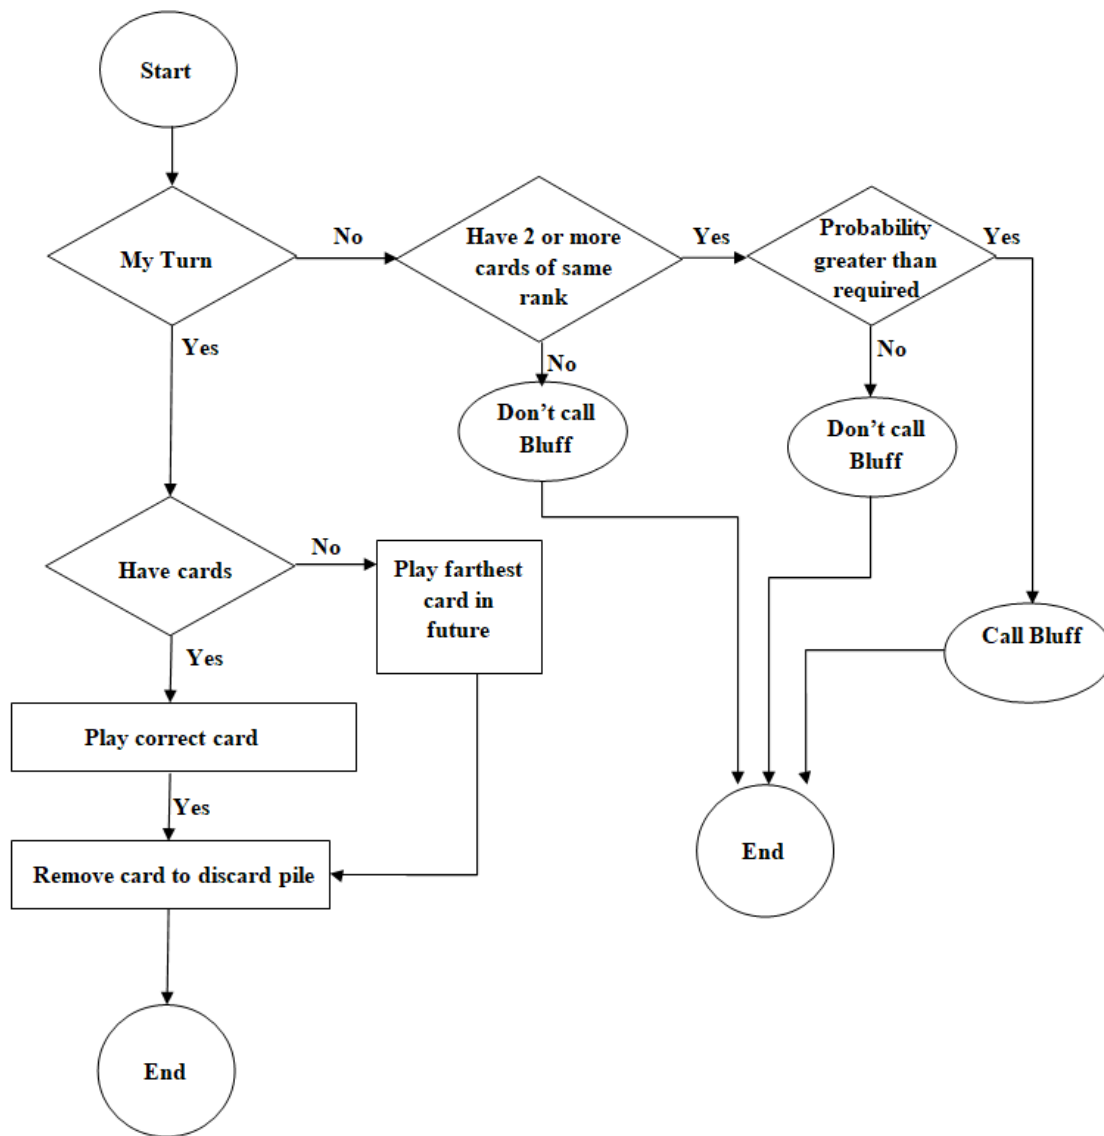 Start
My Turn
No
Have 2 or more
cards of same
rank
Yes
Probability
greater than
required
Yes
Yes
No
Don't call
Bluff
No
Don't call
Bluff
Have cards
No
Play farthest
card in
future
Yes
Call Bluff
Play correct card
Yes
Remove card to discard pile
End
End